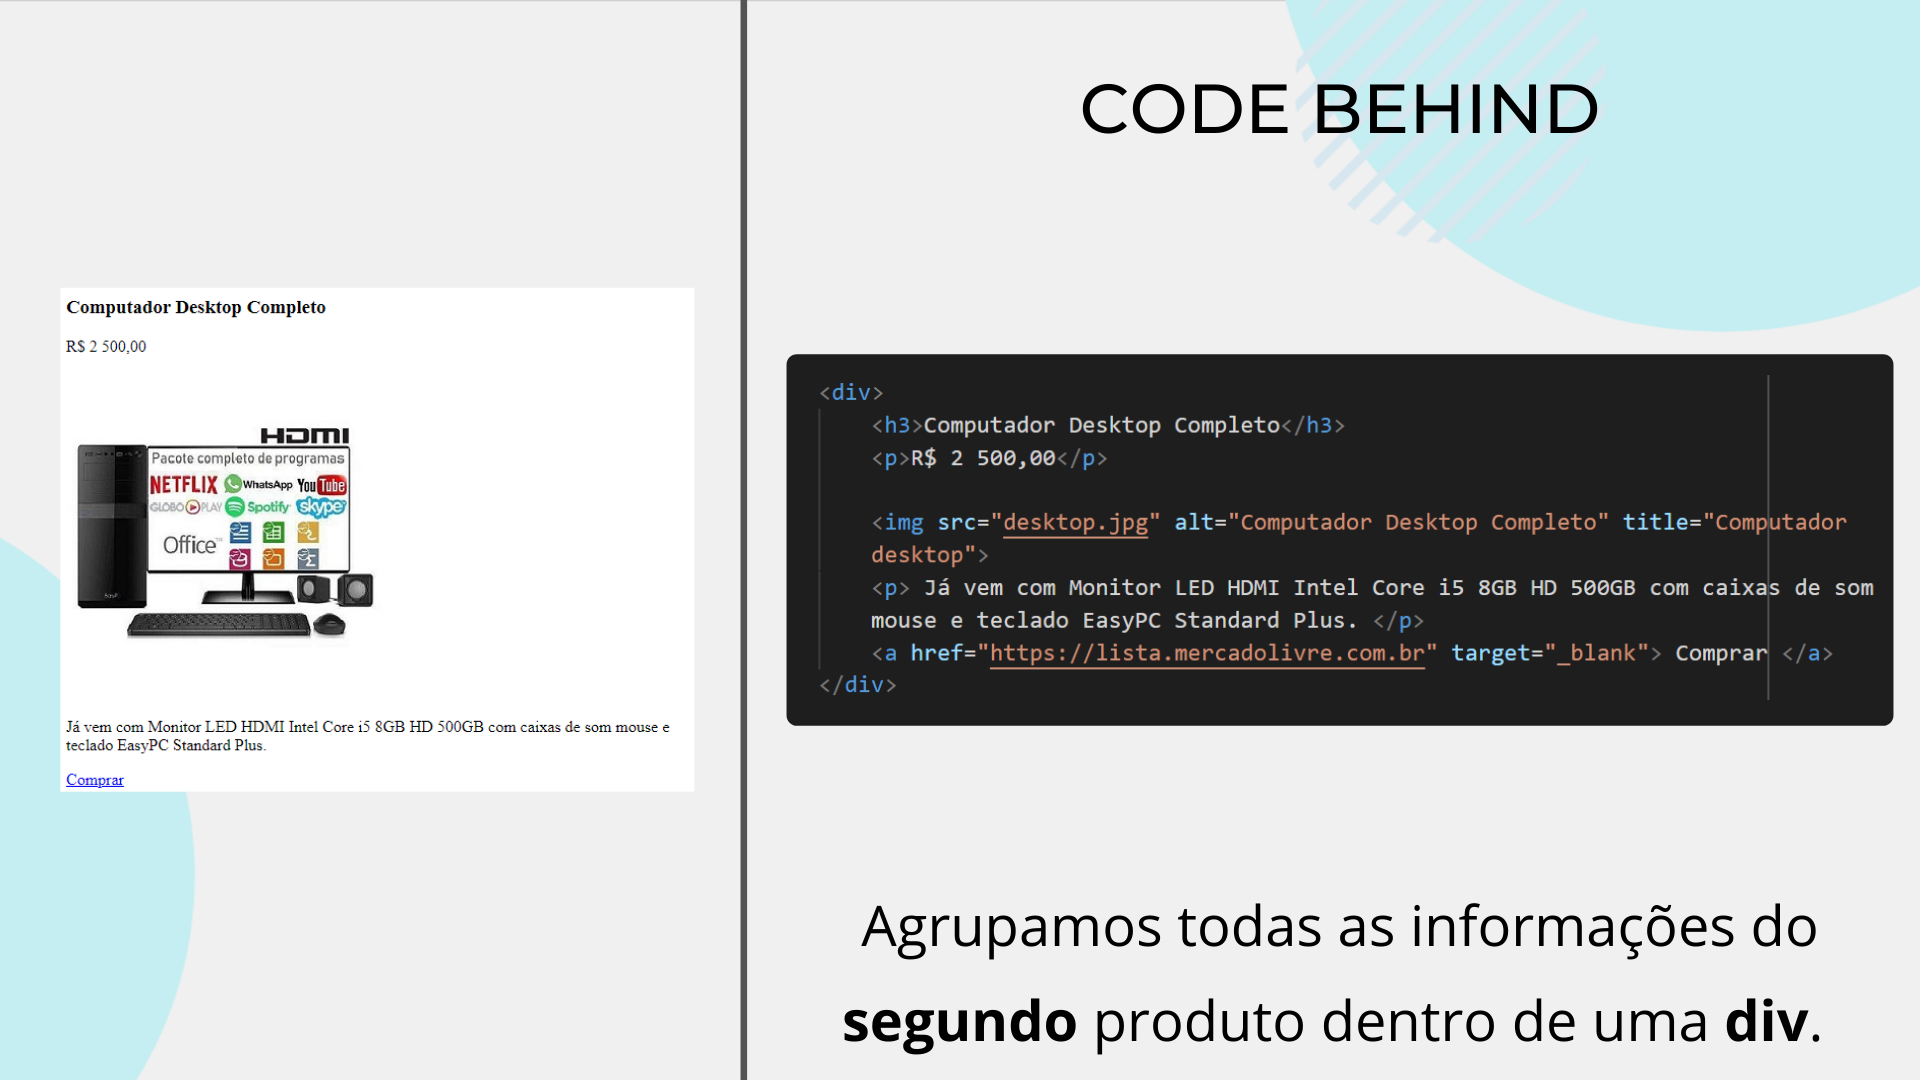 Computador Desktop Completo
R$ 2 500,00
HDMI
Pacote completo de programas
NETFLIX WhatsApp YouTube
GLOBO PLAY Spotify skype
Office
Já vem com Monitor LED HDMI Intel Core i5 8GB HD 500GB com caixas de som mouse e
teclado EasyPC Standard Plus.
Comprar
CODE BEHIND
<div>
<h3>Computador Desktop Completo</h3>
<p>R$ 2 500,00</p>
<img src="desktop.jpg" alt="Computador Desktop Completo" title="Computador
desktop">
<p> Já vem com Monitor LED HDMI Intel Core i5 8GB HD 500GB com caixas de som
mouse e teclado EasyPC Standard Plus. </p>
<a href="https://lista.mercadolivre.com.br" target="_blank"> Comprar </a>
</div>
Agrupamos todas as informações do
segundo produto dentro de uma div.